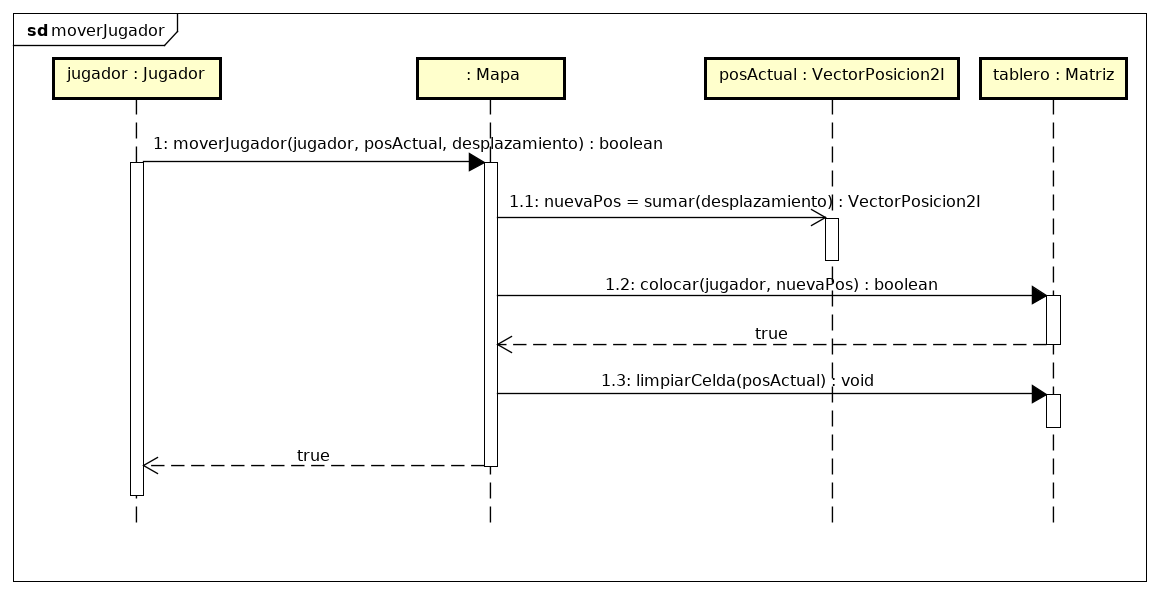 sd moverJugador
jugador : Jugador
: Mapa
posActual : VectorPosicion2I
tablero : Matriz
1: moverJugador(jugador, posActual, desplazamiento) : boolean
1.1: nuevaPos = sumar(desplazamiento) : VectorPosicion2I
1.2: colocar(jugador, nuevaPos) : boolean
true
1.3: limpiarCelda(posActual) : void
true